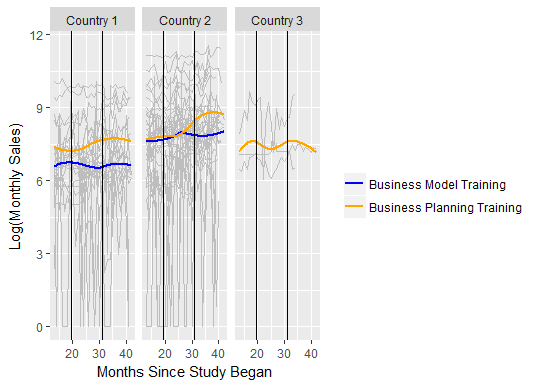 Country 1 Country 2 Country 3
12
9
6
3
0
Log(Monthly Sales)
20 30 40 20 30 40 20 30 40
Months Since Study Began
Business Model Training
Business Planning Training